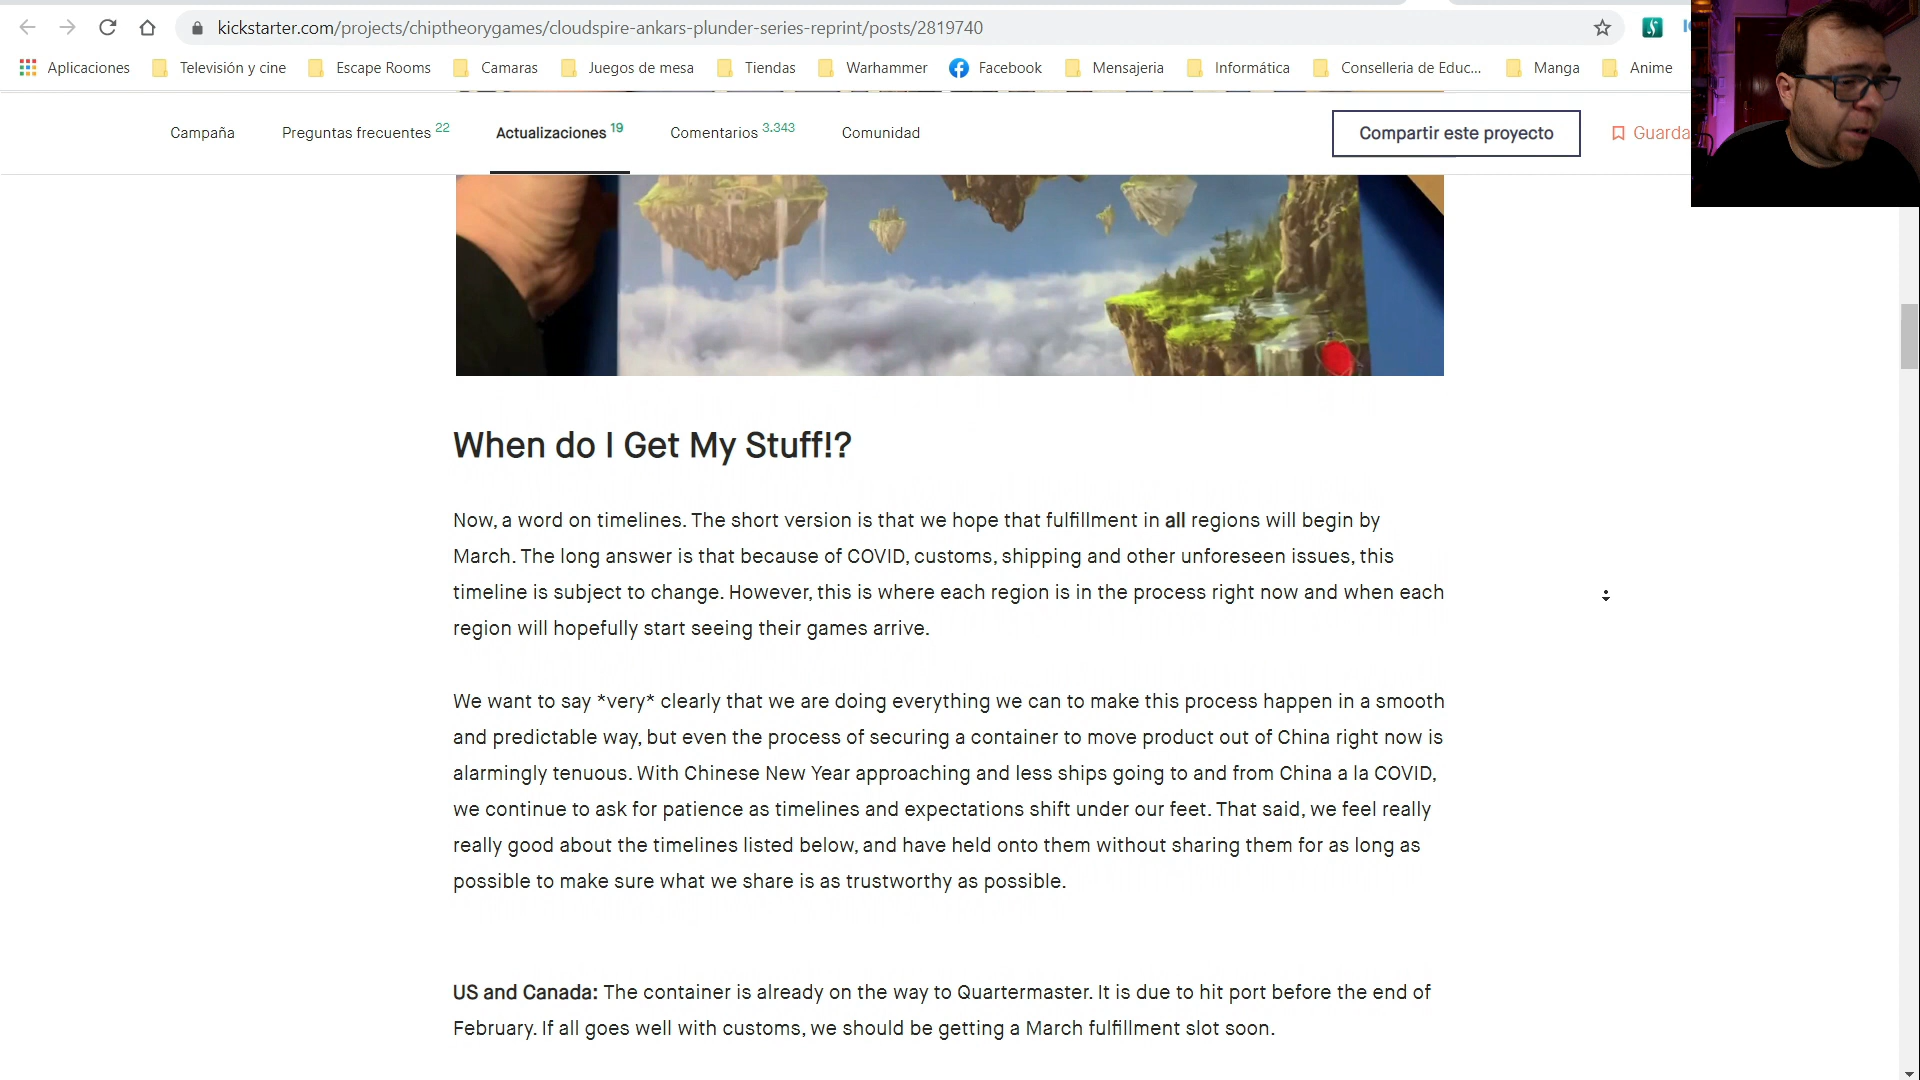 kickstarter.com/projects/chiptheorygames/cloudspire-ankars-plunder-series-reprint/posts/2819740
Aplicaciones Televisión y cine Escape Rooms Camaras Juegos de mesa Tiendas Warhammer Facebook Mensajeria Informática Conselleria de Educ... Manga Anime
Campaña Preguntas frecuentes 22 Actualizaciones 19 Comentarios 3.343 Comunidad Compartir este proyecto Guarda
When do I Get My Stuff!?
Now, a word on timelines. The short version is that we hope that fulfillment in all regions will begin by
March. The long answer is that because of COVID, customs, shipping and other unforeseen issues, this
timeline is subject to change. However, this is where each region is in the process right now and when each
region will hopefully start seeing their games arrive.
We want to say *very* clearly that we are doing everything we can to make this process happen in a smooth
and predictable way, but even the process of securing a container to move product out of China right now is
alarmingly tenuous. With Chinese New Year approaching and less ships going to and from China a la COVID,
we continue to ask for patience as timelines and expectations shift under our feet. That said, we feel really
really good about the timelines listed below, and have held onto them without sharing them for as long as
possible to make sure what we share is as trustworthy as possible.
US and Canada: The container is already on the way to Quartermaster. It is due to hit port before the end of
February. If all goes well with customs, we should be getting a March fulfillment slot soon.